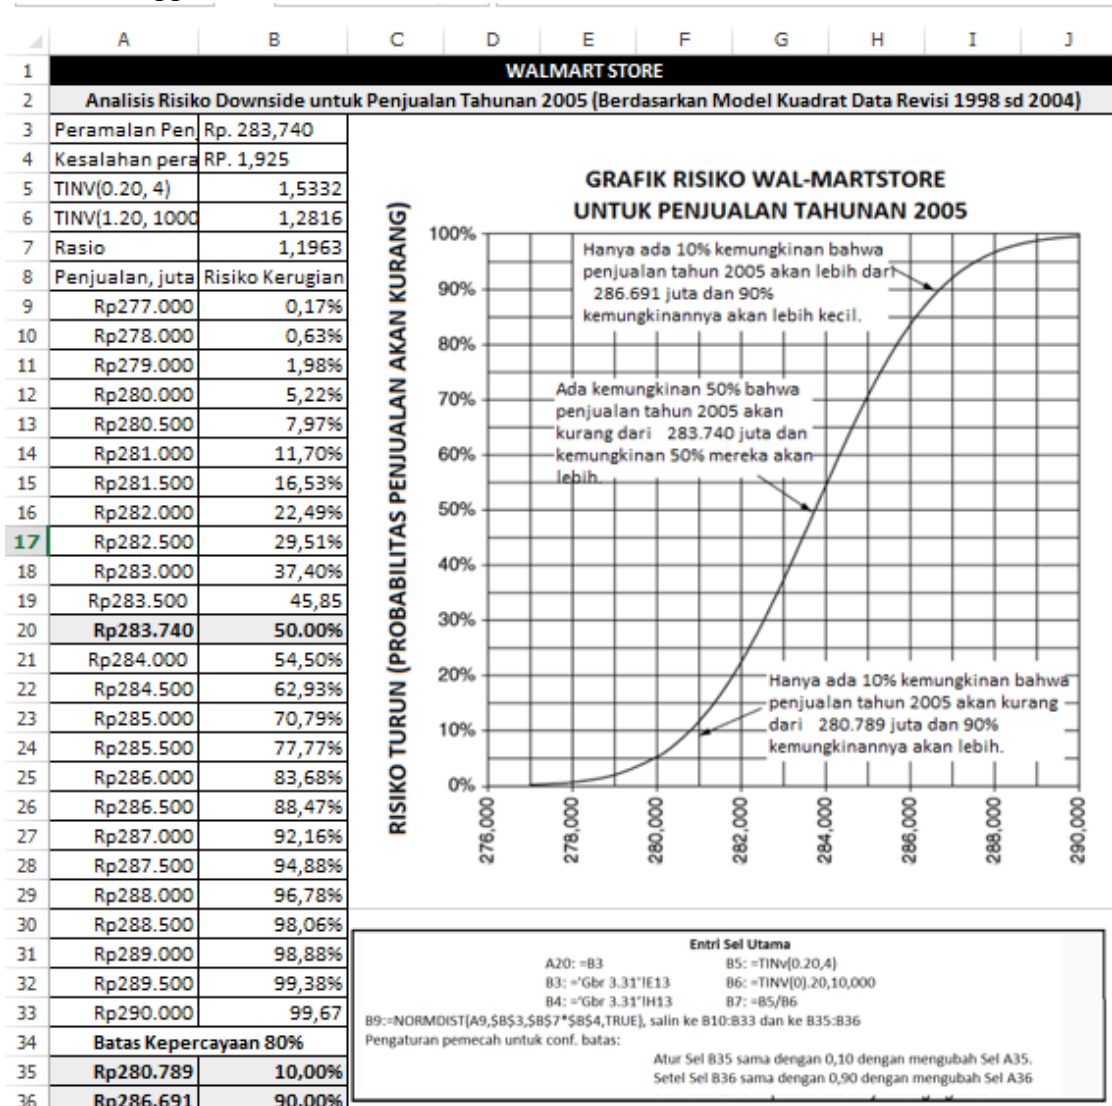 A B C D E F G H I J
1 WALMART STORE
2 Analisis Risiko Downside untuk Penjualan Tahunan 2005 (Berdasarkan Model Kuadrat Data Revisi 1998 sd 2004)
3 Peramalan Pen Rp. 283,740
4 Kesalahan pera RP. 1,925
5 TINV(0.20, 4) 1,5332
6 TINV(1.20, 1000 1,2816
7 Rasio 1,1963
8 Penjualan, juta Risiko Kerugian
9 Rp277.000 0,17%
10 Rp278.000 0,63%
11 Rp279.000 1,98%
12 Rp280.000 5,22%
13 Rp280.500 7,97%
14 Rp281.000 11,70%
15 Rp281.500 16,53%
16 Rp282.000 22,49%
17 Rp282.500 29,51%
18 Rp283.000 37,40%
19 Rp283.500 45,85
20 Rp283.740 50.00%
21 Rp284.000 54,50%
22 Rp284.500 62,93%
23 Rp285.000 70,79%
24 Rp285.500 77,77%
25 Rp286.000 83,68%
26 Rp286.500 88,47%
27 Rp287.000 92,16%
28 Rp287.500 94,88%
29 Rp288.000 96,78%
30 Rp288.500 98,06%
31 Rp289.000 98,88%
32 Rp289.500 99,38%
33 Rp290.000 99,67
34 Batas Kepercayaan 80%
35 Rp280.789 10,00%
36 Rp286.691 90.00%
GRAFIK RISIKO WAL-MARTSTORE
UNTUK PENJUALAN TAHUNAN 2005
RISIKO TURUN (PROBABILITAS PENJUALAN AKAN KURANG)
100%
90%
80%
70%
60%
50%
40%
30%
20%
10%
0%
Hanya ada 10% kemungkinan bahwa
penjualan tahun 2005 akan lebih dari
286.691 juta dan 90%
kemungkinannya akan lebih kecil.
Ada kemungkinan 50% bahwa
penjualan tahun 2005 akan
kurang dari 283.740 juta dan
kemungkinan 50% mereka akan
lebih.
Hanya ada 10% kemungkinan bahwa
penjualan tahun 2005 akan kurang
dari 280.789 juta dan 90%
kemungkinannya akan lebih.
276,000 278,000 280,000 282,000 284,000 286,000 288,000 290,000
Entri Sel Utama
A20: =B3 B5: =TINv(0.20,4)
B3: ='Gbr 3.31"!E13 B6: =TINV(0).20,10,000
B4: ='Gbr 3.31"!H13 B7: =B5/B6
B9:=NORMDIST(A9,$B$3,$B$7*$B$4,TRUE), salin ke B10:B33 dan ke B35:B36
Pengaturan pemecah untuk conf. batas:
Atur Sel B35 sama dengan 0,10 dengan mengubah Sel A35.
Setel Sel B36 sama dengan 0,90 dengan mengubah Sel A36